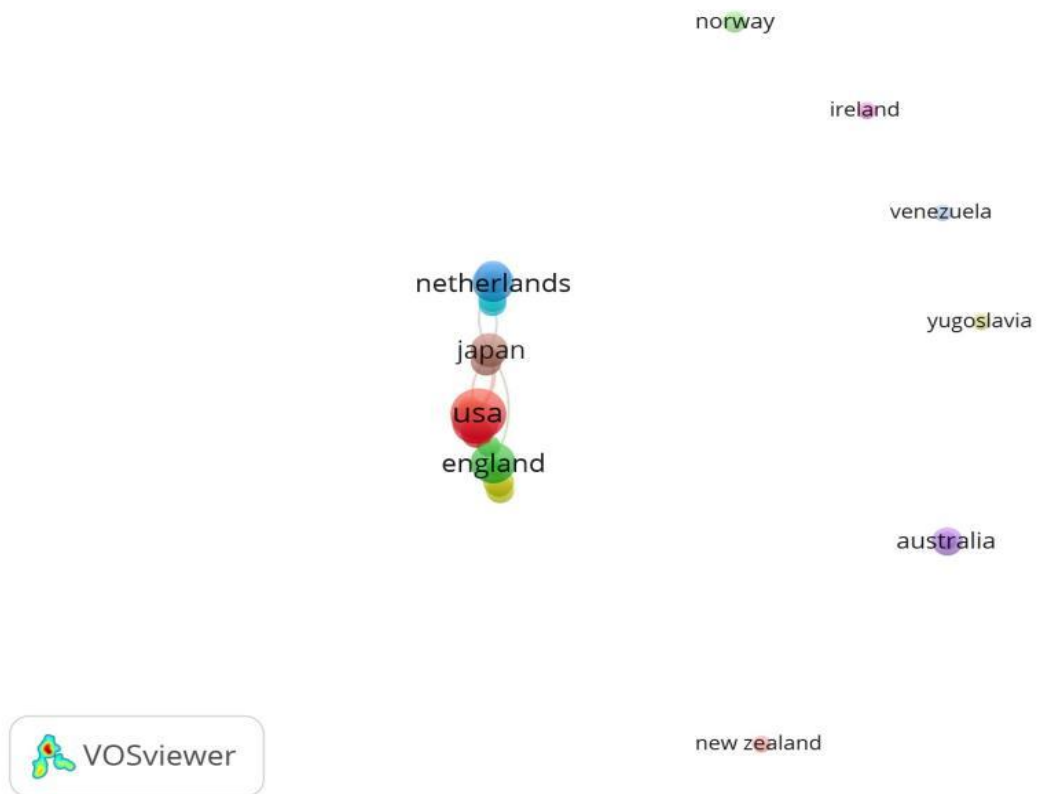 norway
ireland
venezuela
netherlands
yugoslavia
japan
usa
england
australia
new zealand
VOSviewer